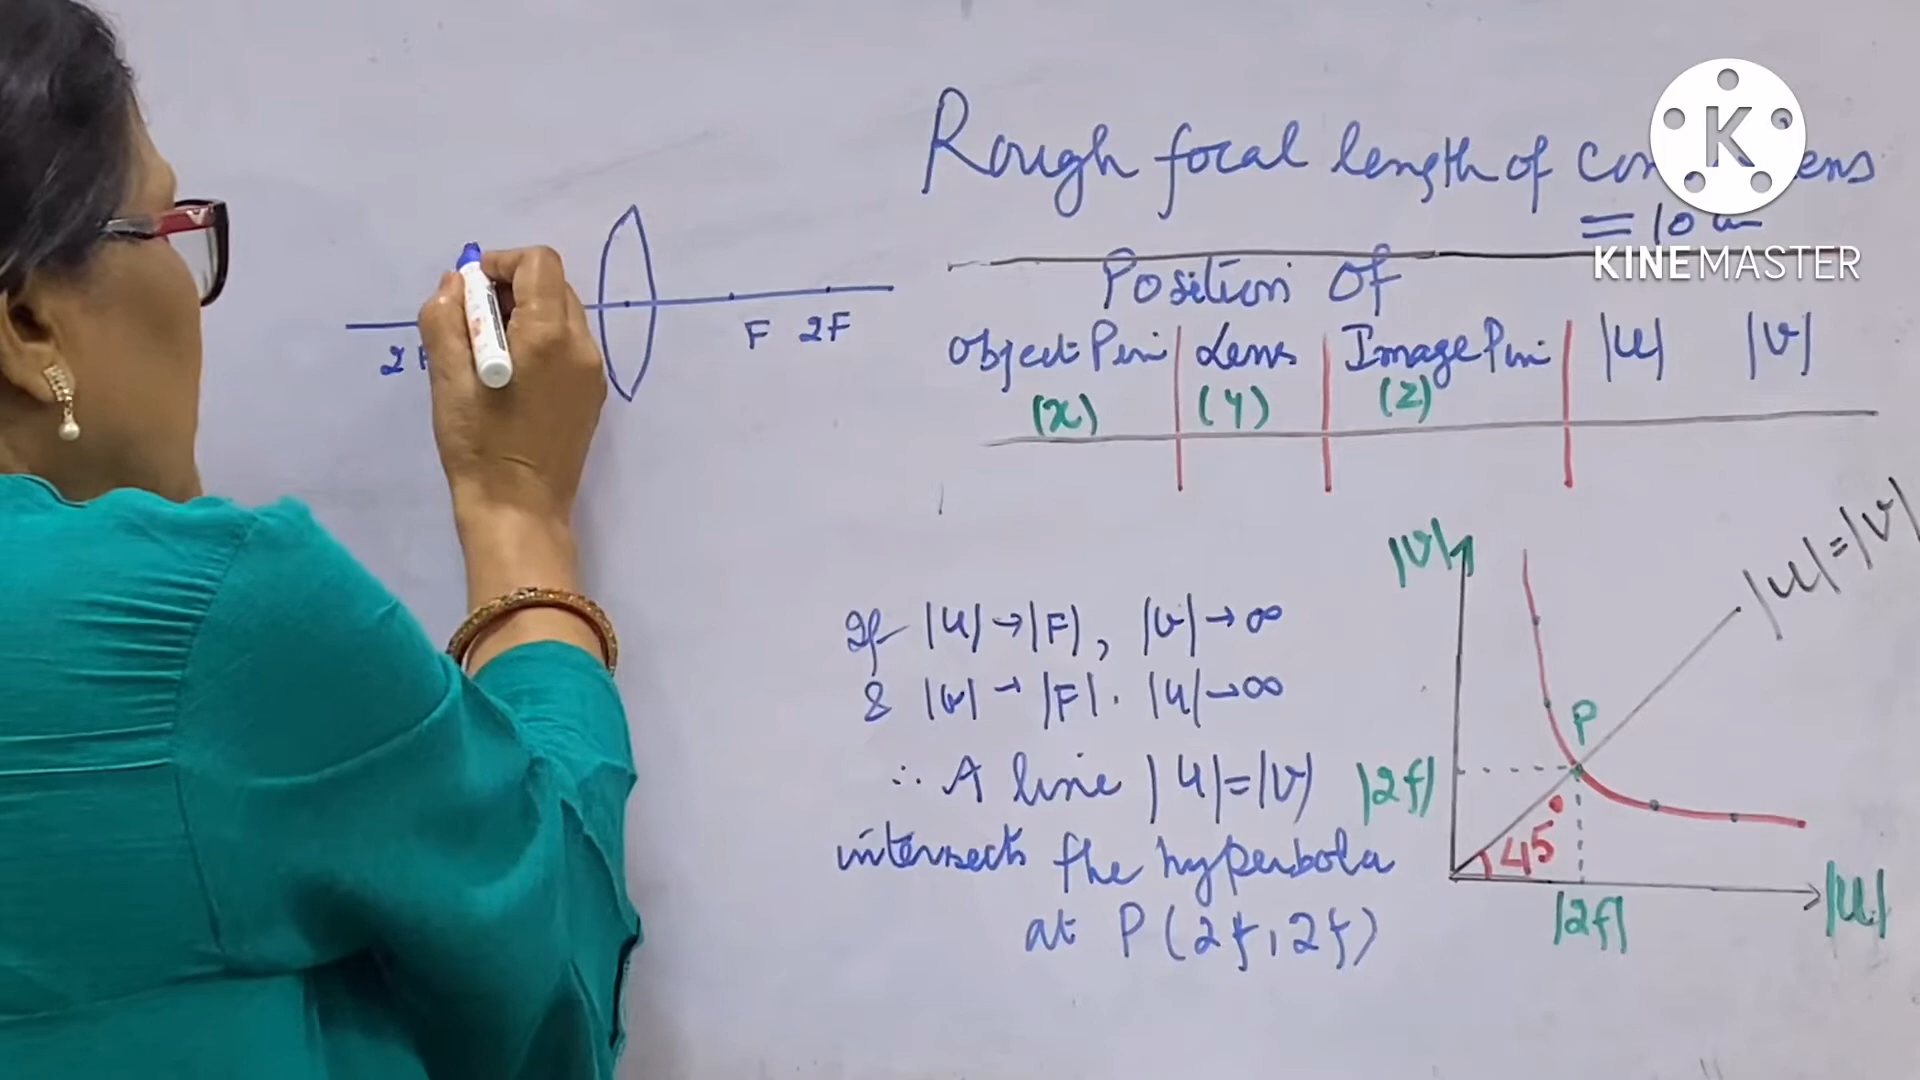 Rough focal length of con lens
= 10 cm
K
KINEMASTER
Position Of
Object Pin | Lens | Image Pin | |u| |v|
(x) (y) (z)
2F
F 2F
If |u| → |F|, |v| → ∞
& |v| → |F|. |u| → ∞
∴ A line |u|=|v|
intersects the hyperbola
at P(2f, 2f)
|v|
|u|=|v|
P
|2f|
45°
|2f|
|u|